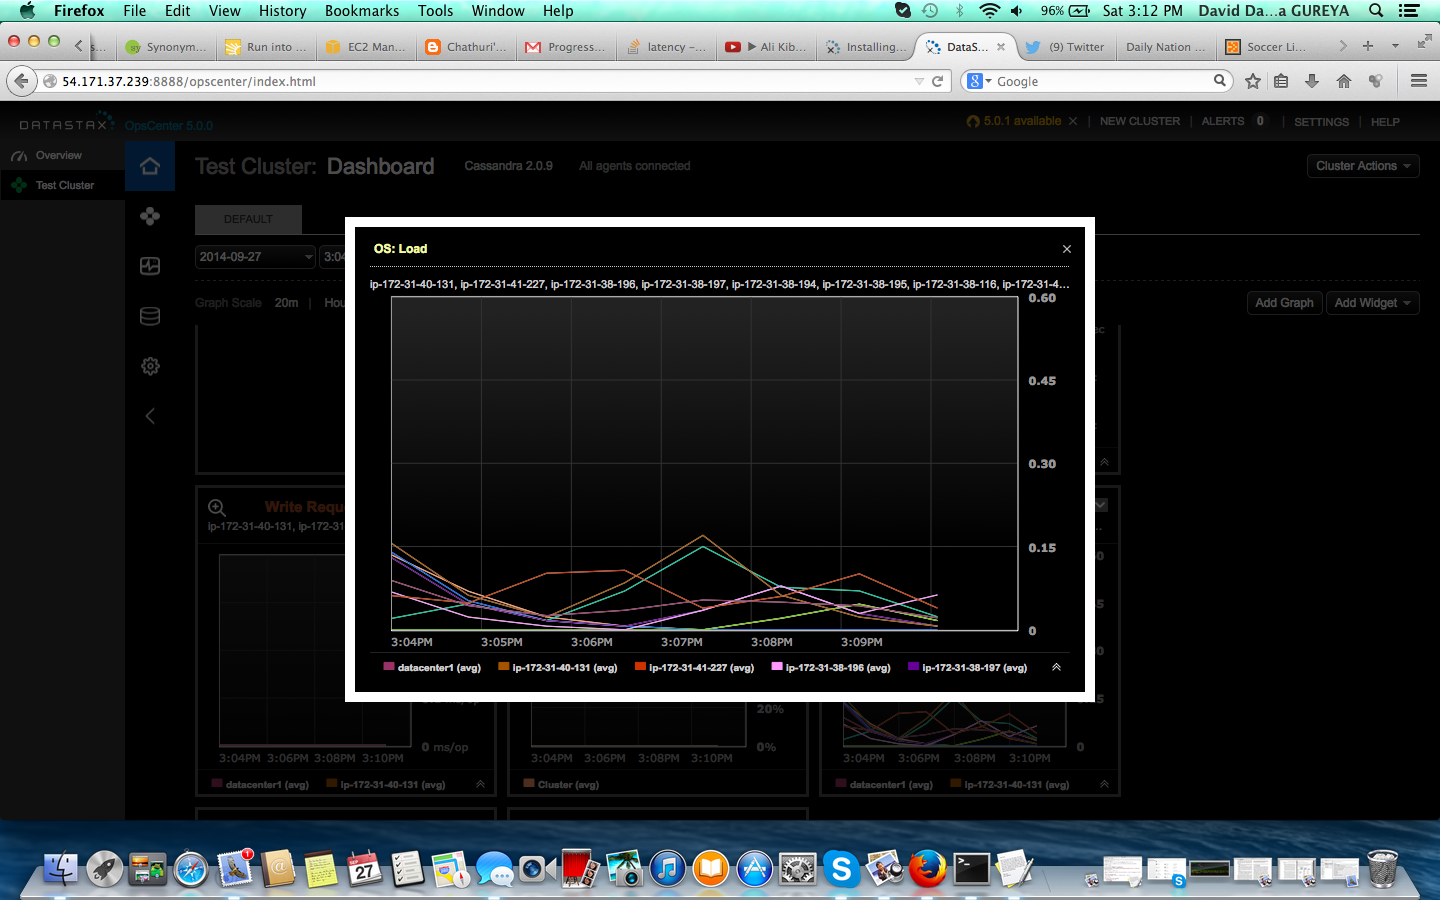 Firefox File Edit View History Bookmarks Tools Window Help 96% Sat 3:12 PM David Da...a GUREYA
s... Synonym... Run into ... EC2 Man... Chathuri'... Progress... latency –... ▶ Ali Kib... Installing... DataS... (9) Twitter Daily Nation ... Soccer Li...
54.171.37.239:8888/opscenter/index.html Google
DATASTAX OpsCenter 5.0.0 5.0.1 available NEW CLUSTER ALERTS 0 SETTINGS HELP
Overview
Test Cluster
Test Cluster: Dashboard Cassandra 2.0.9 All agents connected Cluster Actions
DEFAULT
2014-09-27 3:04
Graph Scale 20m Hou Add Graph Add Widget
OS: Load
ip-172-31-40-131, ip-172-31-41-227, ip-172-31-38-196, ip-172-31-38-197, ip-172-31-38-194, ip-172-31-38-195, ip-172-31-38-116, ip-172-31-4...
0.60
0.45
0.30
0.15
0
3:04PM 3:05PM 3:06PM 3:07PM 3:08PM 3:09PM
datacenter1 (avg) ip-172-31-40-131 (avg) ip-172-31-41-227 (avg) ip-172-31-38-196 (avg) ip-172-31-38-197 (avg)
Write Requ
ip-172-31-40-131, ip-172-31
0 ms/op
3:04PM 3:06PM 3:08PM 3:10PM
datacenter1 (avg) ip-172-31-40-131 (avg)
20%
0%
3:04PM 3:06PM 3:08PM 3:10PM
Cluster (avg)
0
3:04PM 3:06PM 3:08PM 3:10PM
datacenter1 (avg) ip-172-31-40-131 (avg)
1
SEP
27